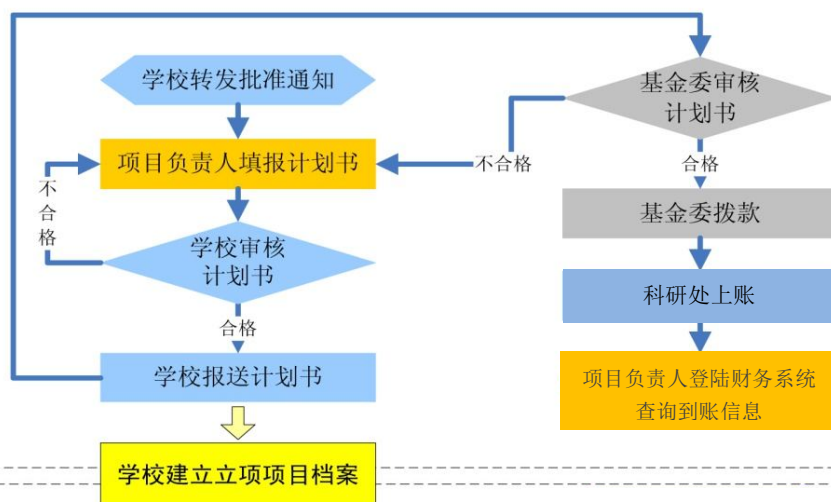 学校转发批准通知
项目负责人填报计划书
不
合
格
学校审核
计划书
合格
学校报送计划书
学校建立立项项目档案
基金委审核
计划书
不合格
合格
基金委拨款
科研处上账
项目负责人登陆财务系统
查询到账信息